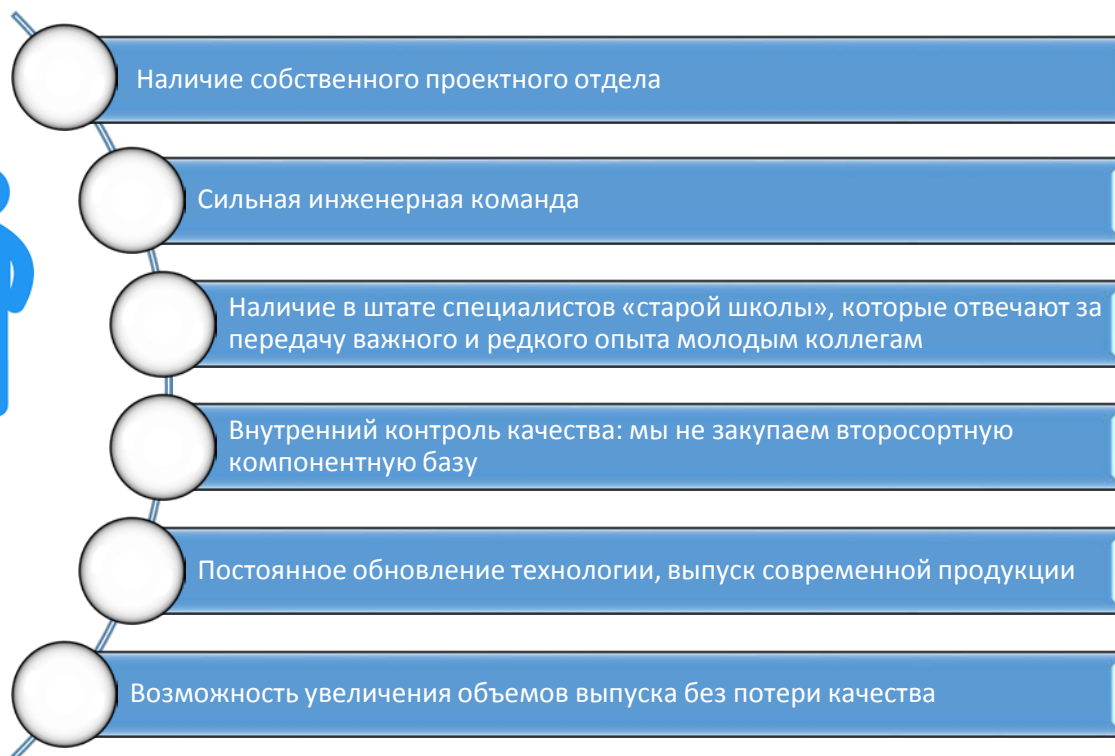 Наличие собственного проектного отдела
Сильная инженерная команда
Наличие в штате специалистов «старой школы», которые отвечают за
передачу важного и редкого опыта молодым коллегам
Внутренний контроль качества: мы не закупаем второсортную
компонентную базу
Постоянное обновление технологии, выпуск современной продукции
Возможность увеличения объемов выпуска без потери качества